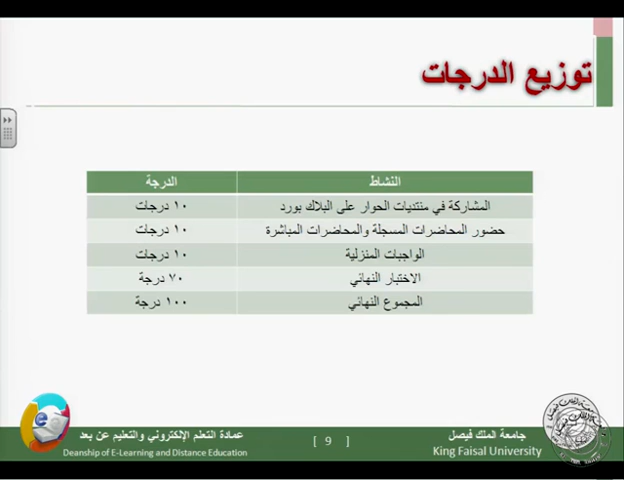 توزيع الدرجات
النشاط الدرجة
المشاركة في منتديات الحوار على البلاك بورد ١٠ درجات
حضور المحاضرات المسجلة والمحاضرات المباشرة ١٠ درجات
الواجبات المنزلية ١٠ درجات
الاختبار النهائي ٧٠ درجة
المجموع النهائي ١٠٠ درجة
جامعة الملك فيصل
King Faisal University
[ 9 ]
عمادة التعلم الإلكتروني والتعليم عن بعد
Deanship of E-Learning and Distance Education